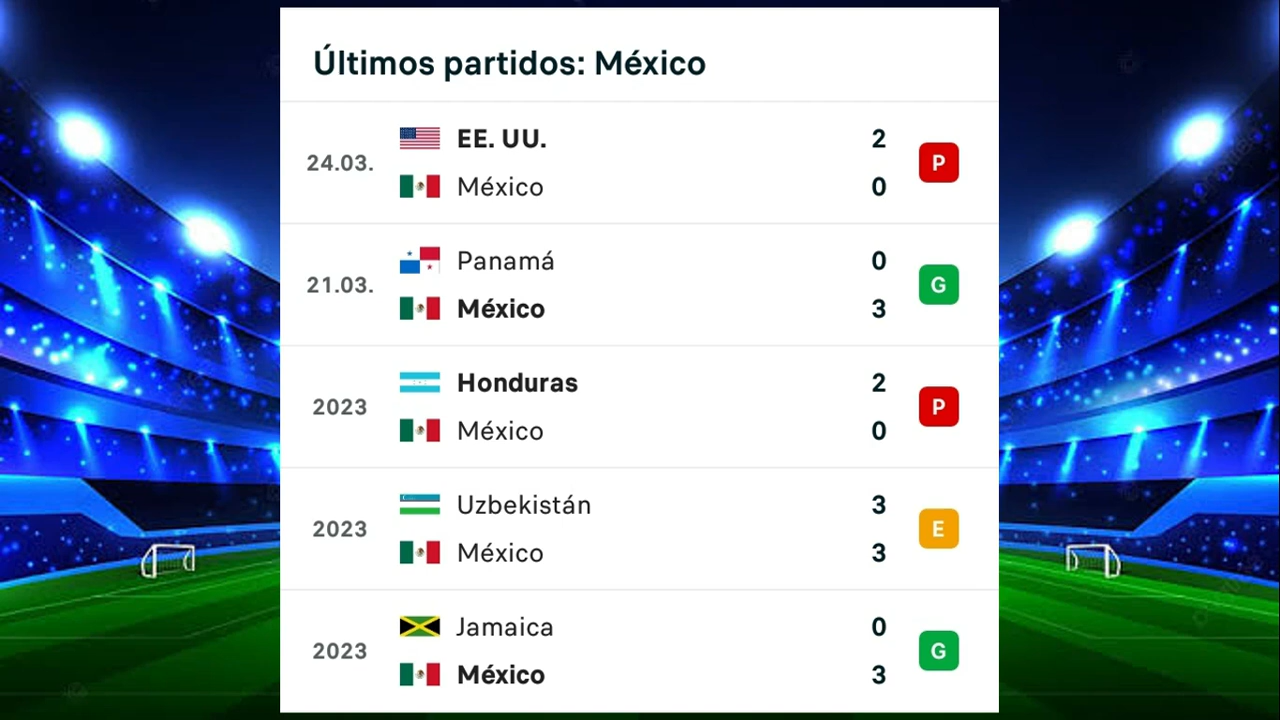 Últimos partidos: México
24.03.
EE. UU. 2
México 0
P
21.03.
Panamá 0
México 3
G
2023
Honduras 2
México 0
P
2023
Uzbekistán 3
México 3
E
2023
Jamaica 0
México 3
G